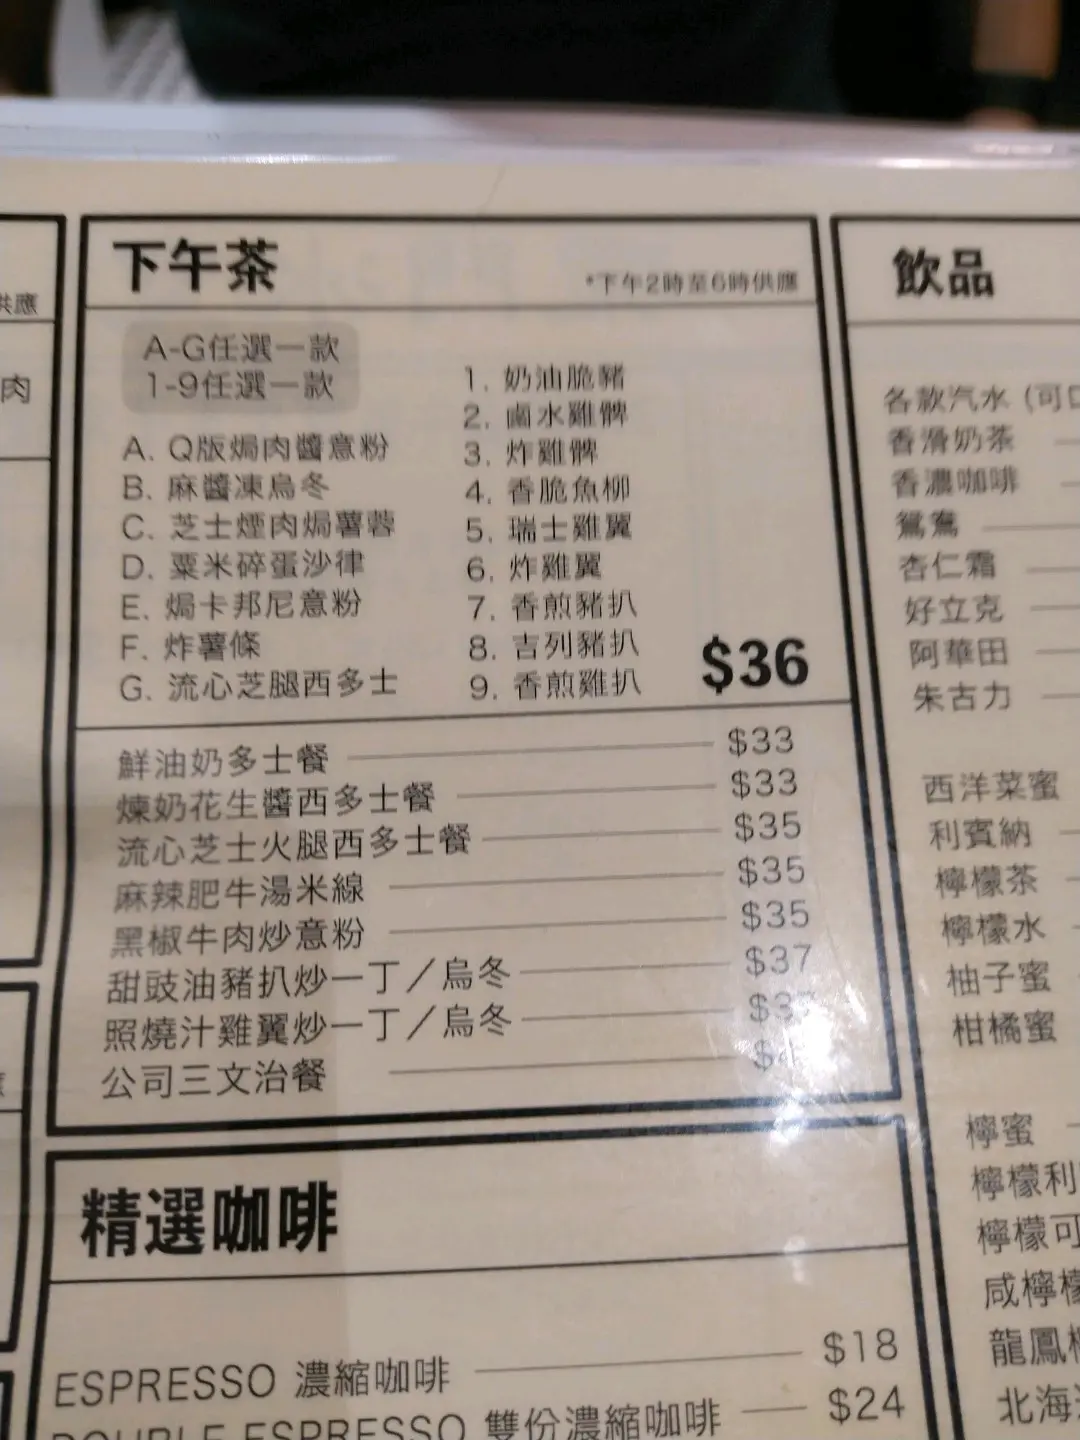 供應
肉
下午茶
*下午2時至6時供應
A-G任選一款
1-9任選一款
A. Q版焗肉醬意粉
B. 麻醬凍烏冬
C. 芝士煙肉焗薯蓉
D. 粟米碎蛋沙律
E. 焗卡邦尼意粉
F. 炸薯條
G. 流心芝腿西多士
1. 奶油脆豬
2. 鹵水雞髀
3. 炸雞髀
4. 香脆魚柳
5. 瑞士雞翼
6. 炸雞翼
7. 香煎豬扒
8. 吉列豬扒
9. 香煎雞扒
$36
鮮油奶多士餐 $33
煉奶花生醬西多士餐 $33
流心芝士火腿西多士餐 $35
麻辣肥牛湯米線 $35
黑椒牛肉炒意粉 $35
甜豉油豬扒炒一丁／烏冬 $37
照燒汁雞翼炒一丁／烏冬
公司三文治餐
精選咖啡
ESPRESSO 濃縮咖啡 $18
DOUBLE ESPRESSO 雙份濃縮咖啡 $24
飲品
各款汽水 (可口
香滑奶茶
香濃咖啡
鴛鴦
杏仁霜
好立克
阿華田
朱古力
西洋菜蜜
利賓納
檸檬茶
檸檬水
柚子蜜
柑橘蜜
檸蜜
檸檬利
檸檬可
咸檸檬
龍鳳
北海